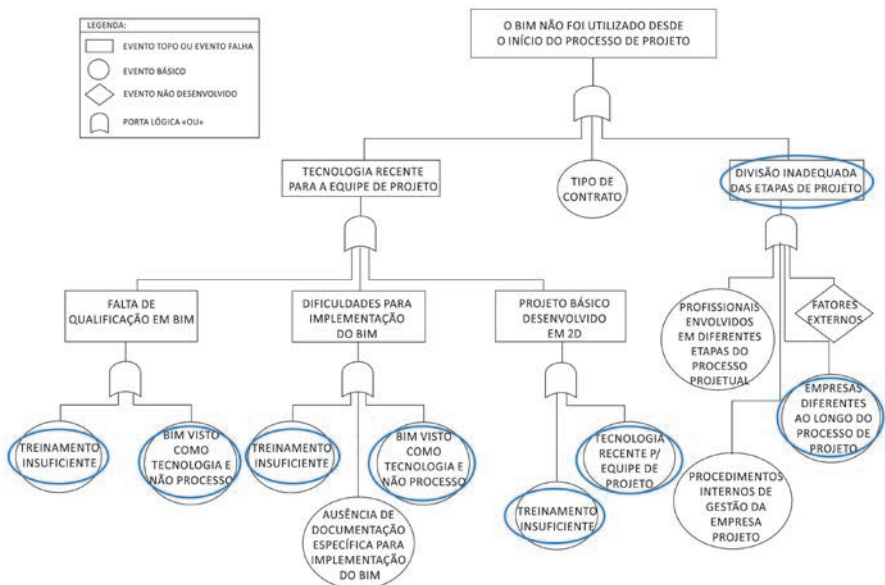 LEGENDA:
EVENTO TOPO OU EVENTO FALHA
EVENTO BÁSICO
EVENTO NÃO DESENVOLVIDO
PORTA LÓGICA «OU»
O BIM NÃO FOI UTILIZADO DESDE
O INÍCIO DO PROCESSO DE PROJETO
TECNOLOGIA RECENTE
PARA A EQUIPE DE PROJETO
TIPO DE
CONTRATO
DIVISÃO INADEQUADA
DAS ETAPAS DE PROJETO
FALTA DE
QUALIFICAÇÃO EM BIM
DIFICULDADES PARA
IMPLEMENTAÇÃO
DO BIM
PROJETO BÁSICO
DESENVOLVIDO
EM 2D
PROFISSIONAIS
ENVOLVIDOS
EM DIFERENTES
ETAPAS DO
PROCESSO
PROJETUAL
FATORES
EXTERNOS
TREINAMENTO
INSUFICIENTE
BIM VISTO
COMO
TECNOLOGIA E
NÃO PROCESSO
TREINAMENTO
INSUFICIENTE
BIM VISTO
COMO
TECNOLOGIA E
NÃO PROCESSO
AUSÊNCIA DE
DOCUMENTAÇÃO
ESPECÍFICA PARA
IMPLEMENTAÇÃO
DO BIM
TREINAMENTO
INSUFICIENTE
TECNOLOGIA
RECENTE P/
EQUIPE DE
PROJETO
PROCEDIMENTOS
INTERNOS DE
GESTÃO DA
EMPRESA
PROJETO
EMPRESAS
DIFERENTES
AO LONGO DO
PROCESSO DE
PROJETO